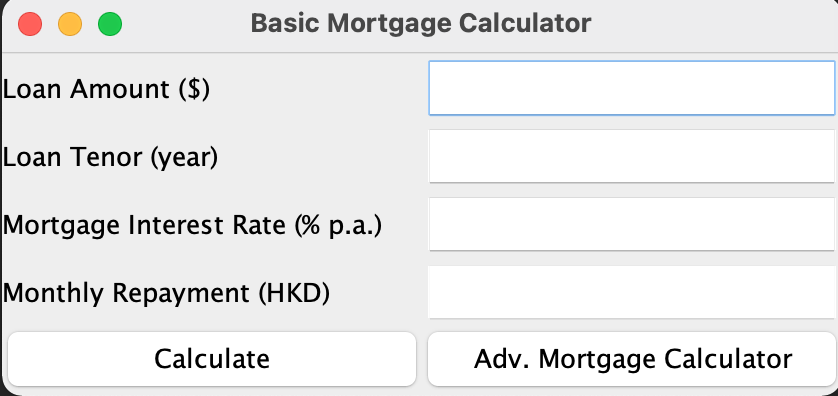 Basic Mortgage Calculator
Loan Amount ($)
Loan Tenor (year)
Mortgage Interest Rate (% p.a.)
Monthly Repayment (HKD)
Calculate
Adv. Mortgage Calculator